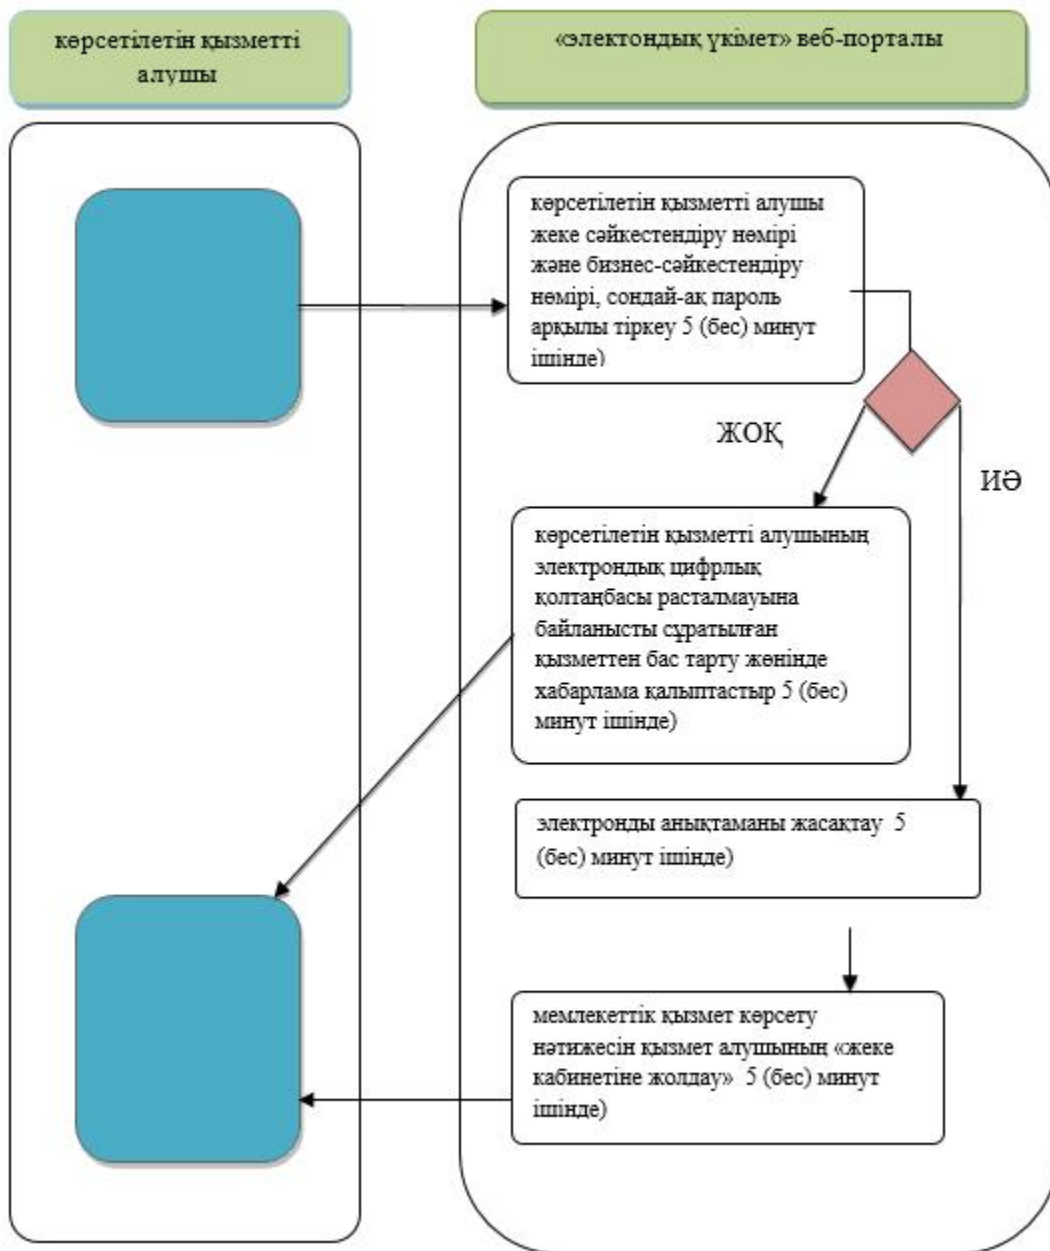 көрсетілетін қызметті
алушы
«электондық үкімет» веб-порталы
көрсетілетін қызметті алушы
жеке сәйкестендіру нөмірі
және бизнес-сәйкестендіру
нөмірі, сондай-ақ пароль
арқылы тіркеу 5 (бес) минут
ішінде)
ЖОҚ
ИӘ
көрсетілетін қызметті алушының
электрондық цифрлық
қолтаңбасы расталмауына
байланысты сұратылған
қызметтен бас тарту жөнінде
хабарлама қалыптастыр 5 (бес)
минут ішінде)
электронды анықтаманы жасақтау 5
(бес) минут ішінде)
мемлекеттік қызмет көрсету
нәтижесін қызмет алушының «жеке
кабинетіне жолдау» 5 (бес) минут
ішінде)